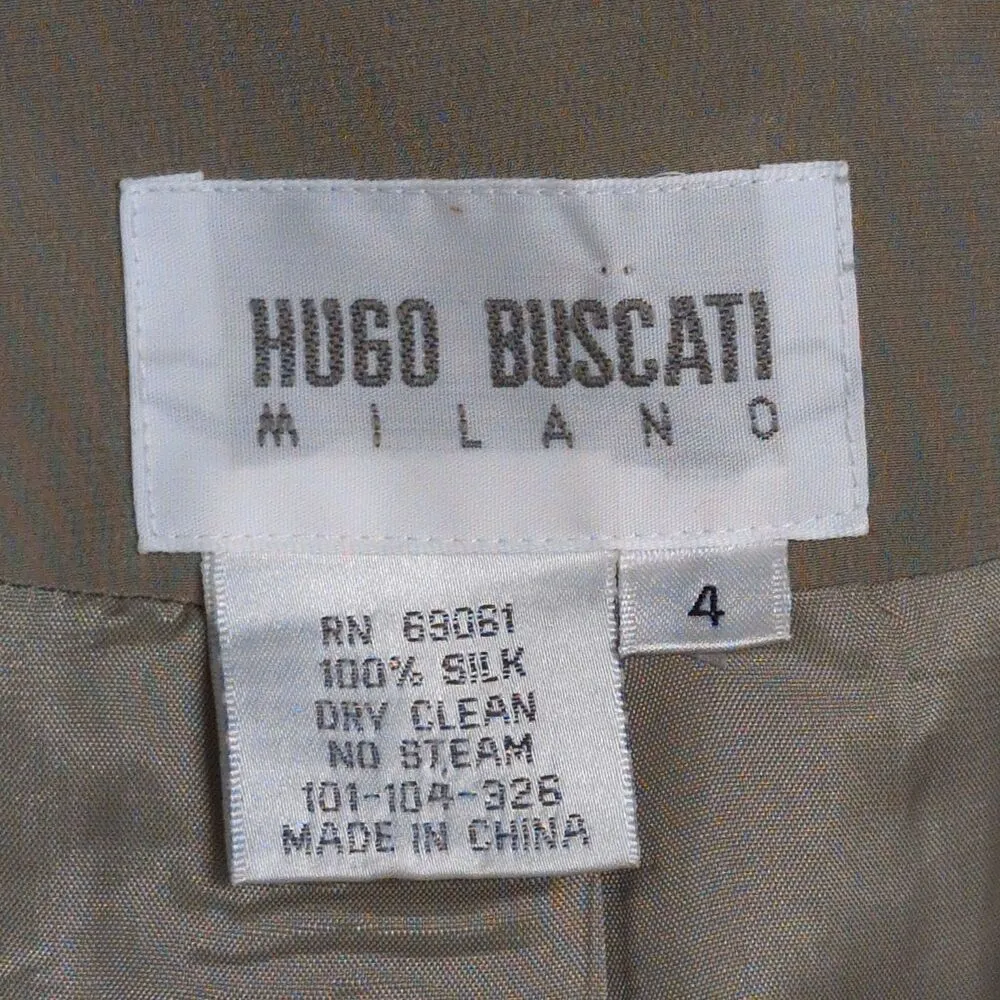 HUGO BUSCATI
MILANO
4
RN 69061
100% SILK
DRY CLEAN
NO STEAM
101-104-326
MADE IN CHINA